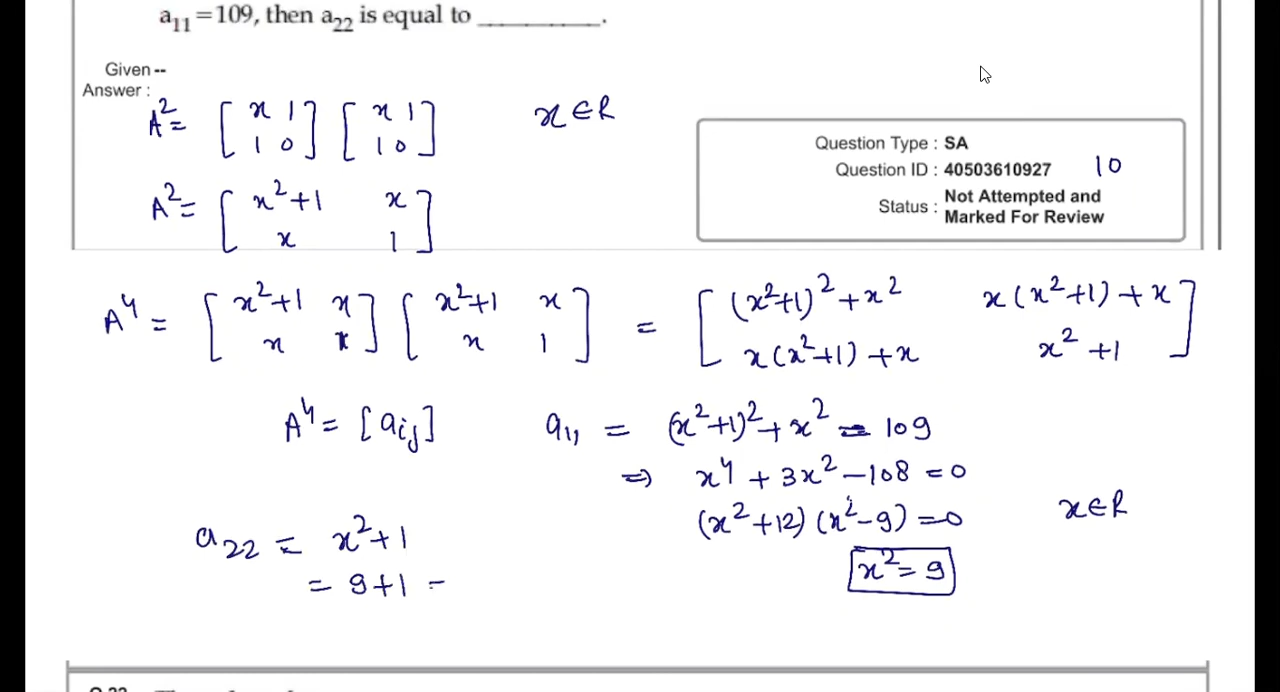 a₁₁=109, then a₂₂ is equal to __________.
Given --
Answer :
A² = [x 1] [x 1] x ∈ R
[1 0] [1 0]
Question Type : SA
Question ID : 40503610927 10
Status : Not Attempted and
Marked For Review
A² = [x²+1 x]
[x 1]
A⁴ = [x²+1 x] [x²+1 x] = [(x²+1)²+x² x(x²+1)+x]
[x 1] [x 1] [x(x²+1)+x x²+1]
A⁴ = [aij] a₁₁ = (x²+1)²+x² = 109
⇒ x⁴ + 3x² – 108 = 0
(x²+12) (x²–9) = 0 x ∈ R
x² = 9
a₂₂ = x²+1
= 9+1 =